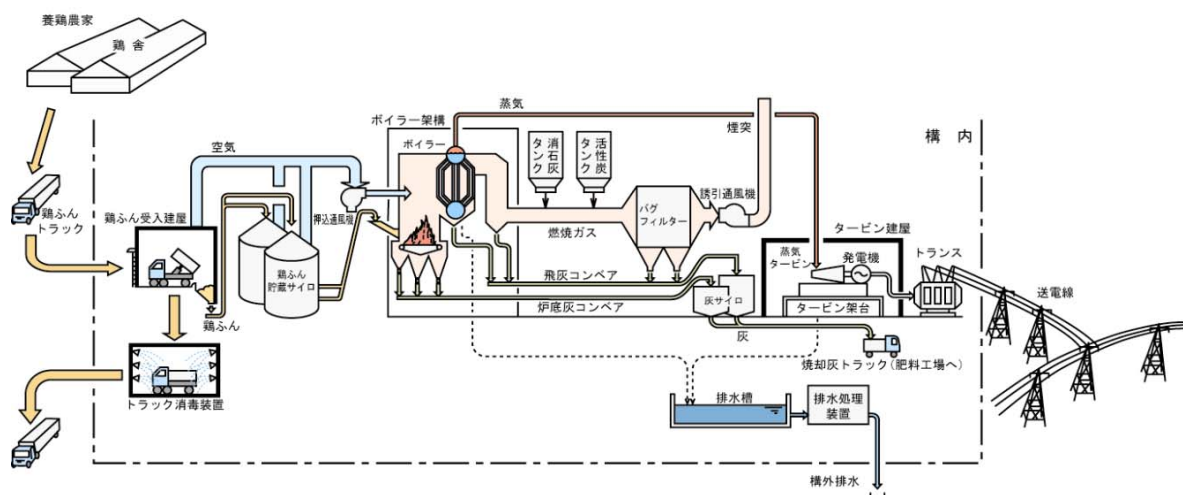 養鶏農家
鶏 舎
鶏ふん
トラック
構 内
鶏ふん受入建屋
空気
押込通風機
鶏ふん
貯蔵サイロ
鶏ふん
トラック消毒装置
ボイラー架構
ボイラー
蒸気
消石灰
タンク
活性炭
タンク
煙突
燃焼ガス
バグ
フィルター
誘引通風機
飛灰コンベア
炉底灰コンベア
灰サイロ
灰
タービン建屋
蒸気
タービン
発電機
タービン架台
トランス
送電線
焼却灰トラック(肥料工場へ)
排水槽
排水処理
装置
構外排水